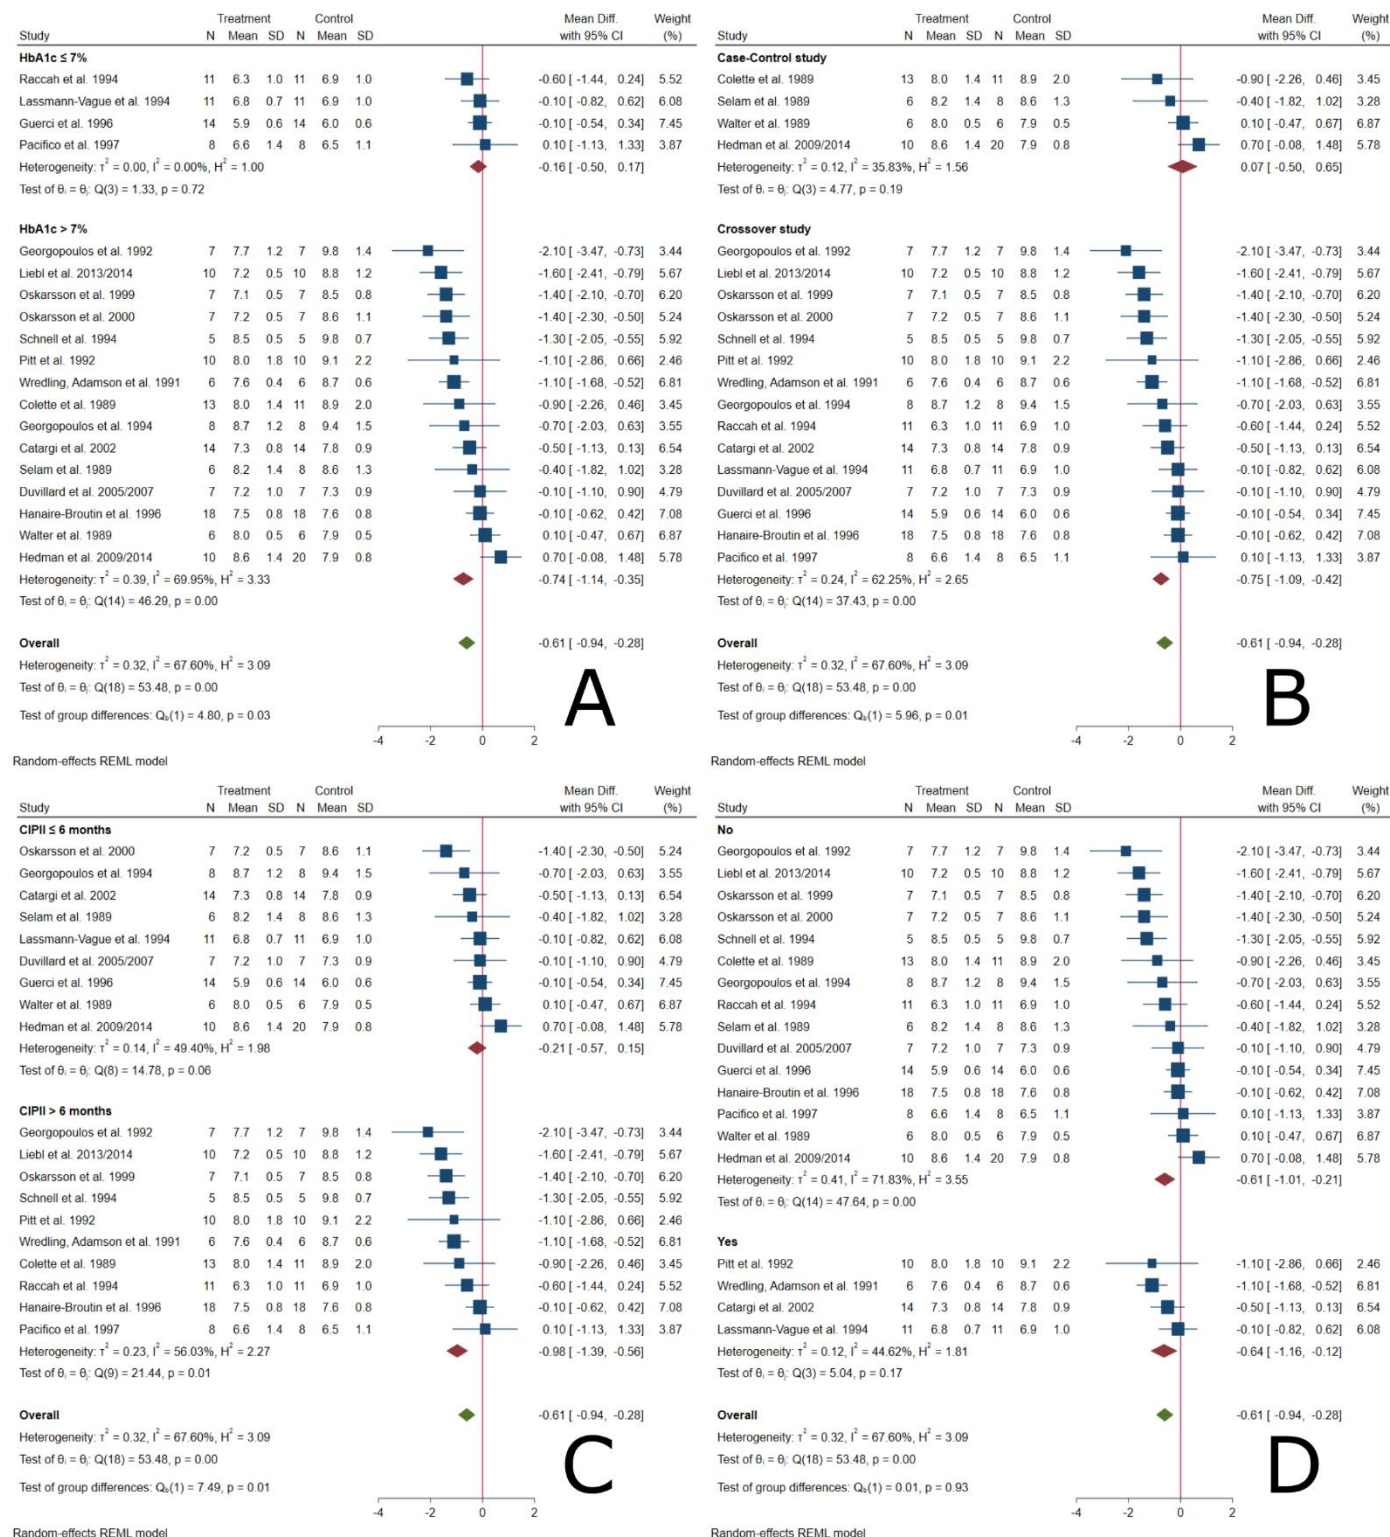 Treatment Control Mean Diff. Weight
Study N Mean SD N Mean SD with 95% CI (%)
HbA1c ≤ 7%
Raccah et al. 1994 11 6.3 1.0 11 6.9 1.0 -0.60 [ -1.44, 0.24] 5.52
Lassmann-Vague et al. 1994 11 6.8 0.7 11 6.9 1.0 -0.10 [ -0.82, 0.62] 6.08
Guerci et al. 1996 14 5.9 0.6 14 6.0 0.6 -0.10 [ -0.54, 0.34] 7.45
Pacifico et al. 1997 8 6.6 1.4 8 6.5 1.1 0.10 [ -1.13, 1.33] 3.87
Heterogeneity: τ² = 0.00, I² = 0.00%, H² = 1.00 -0.16 [ -0.50, 0.17]
Test of θᵢ = θⱼ: Q(3) = 1.33, p = 0.72
HbA1c > 7%
Georgopoulos et al. 1992 7 7.7 1.2 7 9.8 1.4 -2.10 [ -3.47, -0.73] 3.44
Liebl et al. 2013/2014 10 7.2 0.5 10 8.8 1.2 -1.60 [ -2.41, -0.79] 5.67
Oskarsson et al. 1999 7 7.1 0.5 7 8.5 0.8 -1.40 [ -2.10, -0.70] 6.20
Oskarsson et al. 2000 7 7.2 0.5 7 8.6 1.1 -1.40 [ -2.30, -0.50] 5.24
Schnell et al. 1994 5 8.5 0.5 5 9.8 0.7 -1.30 [ -2.05, -0.55] 5.92
Pitt et al. 1992 10 8.0 1.8 10 9.1 2.2 -1.10 [ -2.86, 0.66] 2.46
Wredling, Adamson et al. 1991 6 7.6 0.4 6 8.7 0.6 -1.10 [ -1.68, -0.52] 6.81
Colette et al. 1989 13 8.0 1.4 11 8.9 2.0 -0.90 [ -2.26, 0.46] 3.45
Georgopoulos et al. 1994 8 8.7 1.2 8 9.4 1.5 -0.70 [ -2.03, 0.63] 3.55
Catargi et al. 2002 14 7.3 0.8 14 7.8 0.9 -0.50 [ -1.13, 0.13] 6.54
Selam et al. 1989 6 8.2 1.4 8 8.6 1.3 -0.40 [ -1.82, 1.02] 3.28
Duvillard et al. 2005/2007 7 7.2 1.0 7 7.3 0.9 -0.10 [ -1.10, 0.90] 4.79
Hanaire-Broutin et al. 1996 18 7.5 0.8 18 7.6 0.8 -0.10 [ -0.62, 0.42] 7.08
Walter et al. 1989 6 8.0 0.5 6 7.9 0.5 0.10 [ -0.47, 0.67] 6.87
Hedman et al. 2009/2014 10 8.6 1.4 20 7.9 0.8 0.70 [ -0.08, 1.48] 5.78
Heterogeneity: τ² = 0.39, I² = 69.95%, H² = 3.33 -0.74 [ -1.14, -0.35]
Test of θᵢ = θⱼ: Q(14) = 46.29, p = 0.00
Overall -0.61 [ -0.94, -0.28]
Heterogeneity: τ² = 0.32, I² = 67.60%, H² = 3.09
Test of θᵢ = θⱼ: Q(18) = 53.48, p = 0.00
Test of group differences: Q_b(1) = 4.80, p = 0.03
A
-4 -2 0 2
Random-effects REML model
Treatment Control Mean Diff. Weight
Study N Mean SD N Mean SD with 95% CI (%)
Case-Control study
Colette et al. 1989 13 8.0 1.4 11 8.9 2.0 -0.90 [ -2.26, 0.46] 3.45
Selam et al. 1989 6 8.2 1.4 8 8.6 1.3 -0.40 [ -1.82, 1.02] 3.28
Walter et al. 1989 6 8.0 0.5 6 7.9 0.5 0.10 [ -0.47, 0.67] 6.87
Hedman et al. 2009/2014 10 8.6 1.4 20 7.9 0.8 0.70 [ -0.08, 1.48] 5.78
Heterogeneity: τ² = 0.12, I² = 35.83%, H² = 1.56 0.07 [ -0.50, 0.65]
Test of θᵢ = θⱼ: Q(3) = 4.77, p = 0.19
Crossover study
Georgopoulos et al. 1992 7 7.7 1.2 7 9.8 1.4 -2.10 [ -3.47, -0.73] 3.44
Liebl et al. 2013/2014 10 7.2 0.5 10 8.8 1.2 -1.60 [ -2.41, -0.79] 5.67
Oskarsson et al. 1999 7 7.1 0.5 7 8.5 0.8 -1.40 [ -2.10, -0.70] 6.20
Oskarsson et al. 2000 7 7.2 0.5 7 8.6 1.1 -1.40 [ -2.30, -0.50] 5.24
Schnell et al. 1994 5 8.5 0.5 5 9.8 0.7 -1.30 [ -2.05, -0.55] 5.92
Pitt et al. 1992 10 8.0 1.8 10 9.1 2.2 -1.10 [ -2.86, 0.66] 2.46
Wredling, Adamson et al. 1991 6 7.6 0.4 6 8.7 0.6 -1.10 [ -1.68, -0.52] 6.81
Georgopoulos et al. 1994 8 8.7 1.2 8 9.4 1.5 -0.70 [ -2.03, 0.63] 3.55
Raccah et al. 1994 11 6.3 1.0 11 6.9 1.0 -0.60 [ -1.44, 0.24] 5.52
Catargi et al. 2002 14 7.3 0.8 14 7.8 0.9 -0.50 [ -1.13, 0.13] 6.54
Lassmann-Vague et al. 1994 11 6.8 0.7 11 6.9 1.0 -0.10 [ -0.82, 0.62] 6.08
Duvillard et al. 2005/2007 7 7.2 1.0 7 7.3 0.9 -0.10 [ -1.10, 0.90] 4.79
Guerci et al. 1996 14 5.9 0.6 14 6.0 0.6 -0.10 [ -0.54, 0.34] 7.45
Hanaire-Broutin et al. 1996 18 7.5 0.8 18 7.6 0.8 -0.10 [ -0.62, 0.42] 7.08
Pacifico et al. 1997 8 6.6 1.4 8 6.5 1.1 0.10 [ -1.13, 1.33] 3.87
Heterogeneity: τ² = 0.24, I² = 62.25%, H² = 2.65 -0.75 [ -1.09, -0.42]
Test of θᵢ = θⱼ: Q(14) = 37.43, p = 0.00
Overall -0.61 [ -0.94, -0.28]
Heterogeneity: τ² = 0.32, I² = 67.60%, H² = 3.09
Test of θᵢ = θⱼ: Q(18) = 53.48, p = 0.00
Test of group differences: Q_b(1) = 5.96, p = 0.01
B
-4 -2 0 2
Random-effects REML model
Treatment Control Mean Diff. Weight
Study N Mean SD N Mean SD with 95% CI (%)
CIPII ≤ 6 months
Oskarsson et al. 2000 7 7.2 0.5 7 8.6 1.1 -1.40 [ -2.30, -0.50] 5.24
Georgopoulos et al. 1994 8 8.7 1.2 8 9.4 1.5 -0.70 [ -2.03, 0.63] 3.55
Catargi et al. 2002 14 7.3 0.8 14 7.8 0.9 -0.50 [ -1.13, 0.13] 6.54
Selam et al. 1989 6 8.2 1.4 8 8.6 1.3 -0.40 [ -1.82, 1.02] 3.28
Lassmann-Vague et al. 1994 11 6.8 0.7 11 6.9 1.0 -0.10 [ -0.82, 0.62] 6.08
Duvillard et al. 2005/2007 7 7.2 1.0 7 7.3 0.9 -0.10 [ -1.10, 0.90] 4.79
Guerci et al. 1996 14 5.9 0.6 14 6.0 0.6 -0.10 [ -0.54, 0.34] 7.45
Walter et al. 1989 6 8.0 0.5 6 7.9 0.5 0.10 [ -0.47, 0.67] 6.87
Hedman et al. 2009/2014 10 8.6 1.4 20 7.9 0.8 0.70 [ -0.08, 1.48] 5.78
Heterogeneity: τ² = 0.14, I² = 49.40%, H² = 1.98 -0.21 [ -0.57, 0.15]
Test of θᵢ = θⱼ: Q(8) = 14.78, p = 0.06
CIPII > 6 months
Georgopoulos et al. 1992 7 7.7 1.2 7 9.8 1.4 -2.10 [ -3.47, -0.73] 3.44
Liebl et al. 2013/2014 10 7.2 0.5 10 8.8 1.2 -1.60 [ -2.41, -0.79] 5.67
Oskarsson et al. 1999 7 7.1 0.5 7 8.5 0.8 -1.40 [ -2.10, -0.70] 6.20
Schnell et al. 1994 5 8.5 0.5 5 9.8 0.7 -1.30 [ -2.05, -0.55] 5.92
Pitt et al. 1992 10 8.0 1.8 10 9.1 2.2 -1.10 [ -2.86, 0.66] 2.46
Wredling, Adamson et al. 1991 6 7.6 0.4 6 8.7 0.6 -1.10 [ -1.68, -0.52] 6.81
Colette et al. 1989 13 8.0 1.4 11 8.9 2.0 -0.90 [ -2.26, 0.46] 3.45
Raccah et al. 1994 11 6.3 1.0 11 6.9 1.0 -0.60 [ -1.44, 0.24] 5.52
Hanaire-Broutin et al. 1996 18 7.5 0.8 18 7.6 0.8 -0.10 [ -0.62, 0.42] 7.08
Pacifico et al. 1997 8 6.6 1.4 8 6.5 1.1 0.10 [ -1.13, 1.33] 3.87
Heterogeneity: τ² = 0.23, I² = 56.03%, H² = 2.27 -0.98 [ -1.39, -0.56]
Test of θᵢ = θⱼ: Q(9) = 21.44, p = 0.01
Overall -0.61 [ -0.94, -0.28]
Heterogeneity: τ² = 0.32, I² = 67.60%, H² = 3.09
Test of θᵢ = θⱼ: Q(18) = 53.48, p = 0.00
Test of group differences: Q_b(1) = 7.49, p = 0.01
C
-4 -2 0 2
Random-effects REML model
Treatment Control Mean Diff. Weight
Study N Mean SD N Mean SD with 95% CI (%)
No
Georgopoulos et al. 1992 7 7.7 1.2 7 9.8 1.4 -2.10 [ -3.47, -0.73] 3.44
Liebl et al. 2013/2014 10 7.2 0.5 10 8.8 1.2 -1.60 [ -2.41, -0.79] 5.67
Oskarsson et al. 1999 7 7.1 0.5 7 8.5 0.8 -1.40 [ -2.10, -0.70] 6.20
Oskarsson et al. 2000 7 7.2 0.5 7 8.6 1.1 -1.40 [ -2.30, -0.50] 5.24
Schnell et al. 1994 5 8.5 0.5 5 9.8 0.7 -1.30 [ -2.05, -0.55] 5.92
Colette et al. 1989 13 8.0 1.4 11 8.9 2.0 -0.90 [ -2.26, 0.46] 3.45
Georgopoulos et al. 1994 8 8.7 1.2 8 9.4 1.5 -0.70 [ -2.03, 0.63] 3.55
Raccah et al. 1994 11 6.3 1.0 11 6.9 1.0 -0.60 [ -1.44, 0.24] 5.52
Selam et al. 1989 6 8.2 1.4 8 8.6 1.3 -0.40 [ -1.82, 1.02] 3.28
Duvillard et al. 2005/2007 7 7.2 1.0 7 7.3 0.9 -0.10 [ -1.10, 0.90] 4.79
Guerci et al. 1996 14 5.9 0.6 14 6.0 0.6 -0.10 [ -0.54, 0.34] 7.45
Hanaire-Broutin et al. 1996 18 7.5 0.8 18 7.6 0.8 -0.10 [ -0.62, 0.42] 7.08
Pacifico et al. 1997 8 6.6 1.4 8 6.5 1.1 0.10 [ -1.13, 1.33] 3.87
Walter et al. 1989 6 8.0 0.5 6 7.9 0.5 0.10 [ -0.47, 0.67] 6.87
Hedman et al. 2009/2014 10 8.6 1.4 20 7.9 0.8 0.70 [ -0.08, 1.48] 5.78
Heterogeneity: τ² = 0.41, I² = 71.83%, H² = 3.55 -0.61 [ -1.01, -0.21]
Test of θᵢ = θⱼ: Q(14) = 47.64, p = 0.00
Yes
Pitt et al. 1992 10 8.0 1.8 10 9.1 2.2 -1.10 [ -2.86, 0.66] 2.46
Wredling, Adamson et al. 1991 6 7.6 0.4 6 8.7 0.6 -1.10 [ -1.68, -0.52] 6.81
Catargi et al. 2002 14 7.3 0.8 14 7.8 0.9 -0.50 [ -1.13, 0.13] 6.54
Lassmann-Vague et al. 1994 11 6.8 0.7 11 6.9 1.0 -0.10 [ -0.82, 0.62] 6.08
Heterogeneity: τ² = 0.12, I² = 44.62%, H² = 1.81 -0.64 [ -1.16, -0.12]
Test of θᵢ = θⱼ: Q(3) = 5.04, p = 0.17
Overall -0.61 [ -0.94, -0.28]
Heterogeneity: τ² = 0.32, I² = 67.60%, H² = 3.09
Test of θᵢ = θⱼ: Q(18) = 53.48, p = 0.00
Test of group differences: Q_b(1) = 0.01, p = 0.93
D
-4 -2 0 2
Random-effects REML model